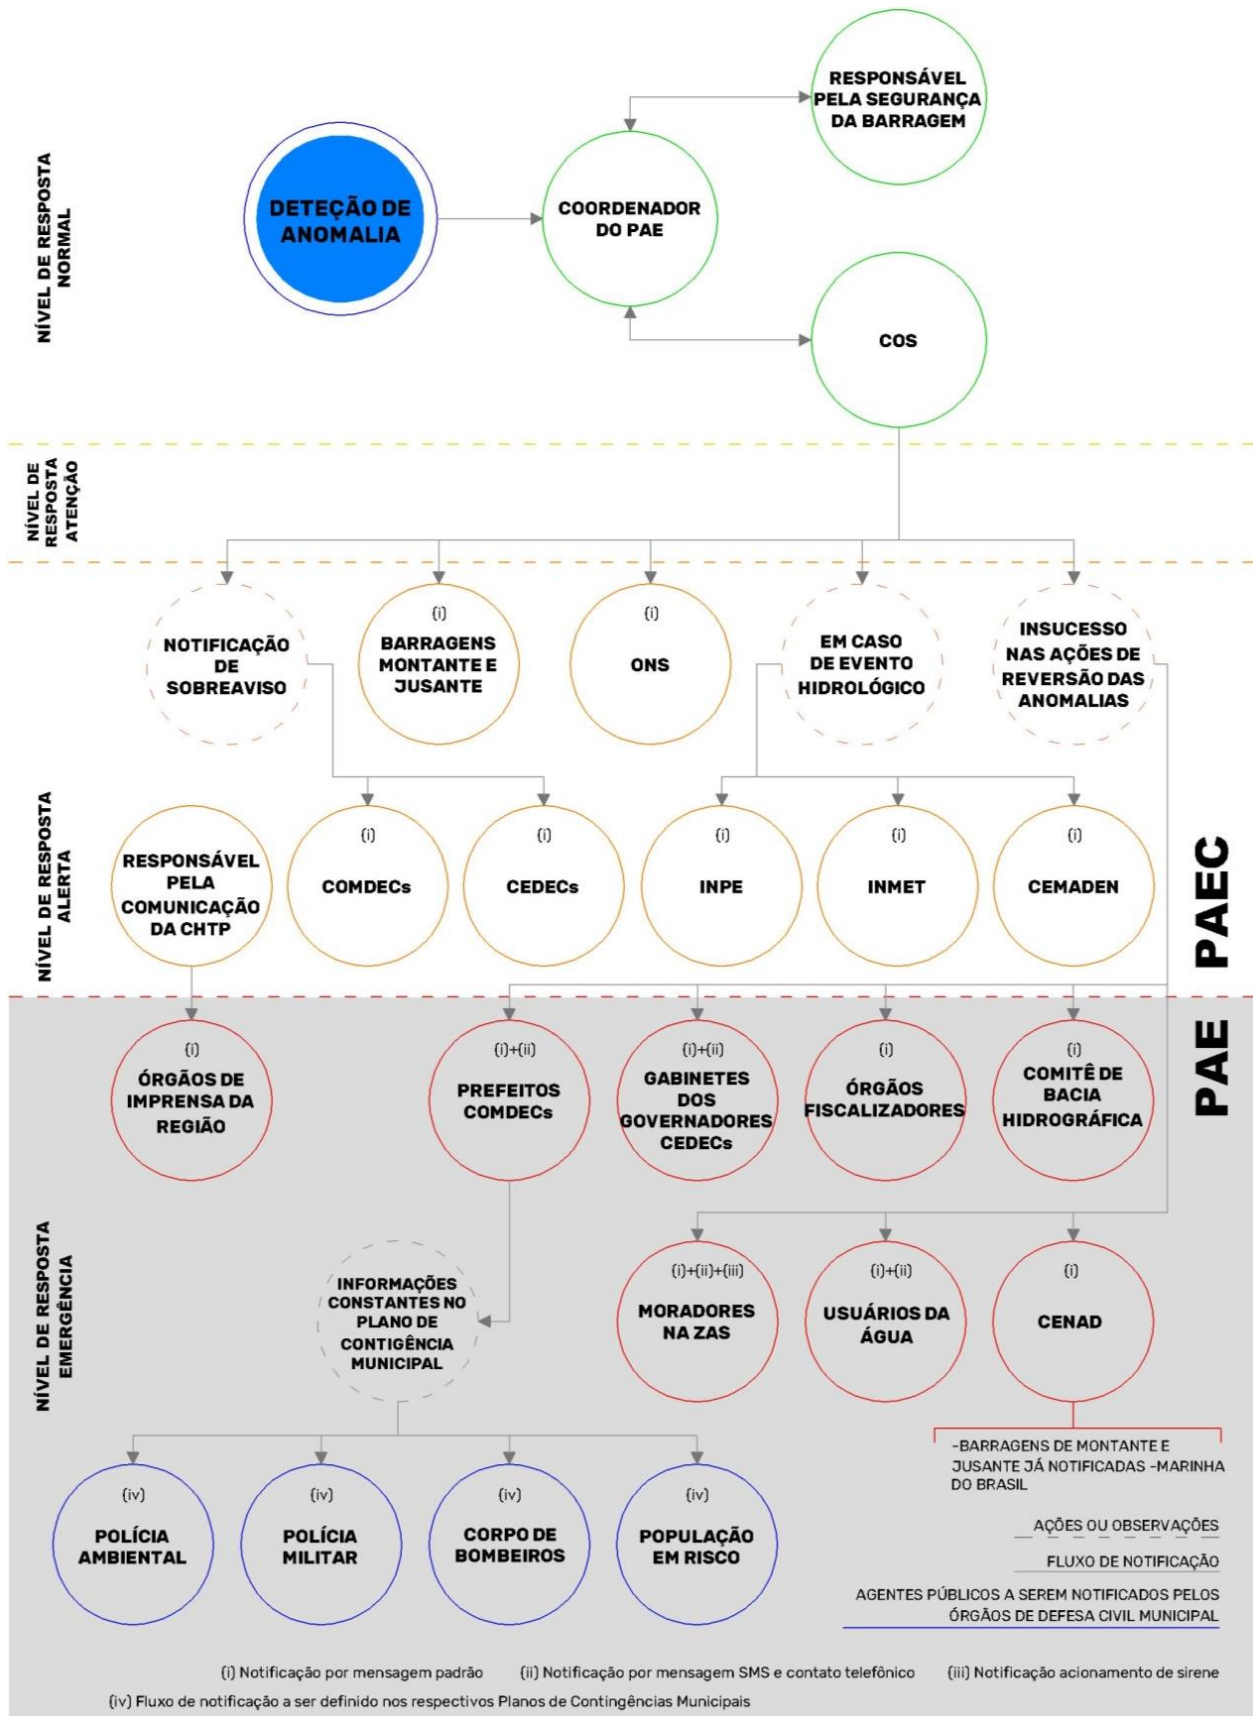 NÍVEL DE RESPOSTA
NORMAL
DETEÇÃO DE
ANOMALIA
COORDENADOR
DO PAE
RESPONSÁVEL
PELA SEGURANÇA
DA BARRAGEM
COS
NÍVEL DE
RESPOSTA
ATENÇÃO
NÍVEL DE RESPOSTA
ALERTA
NOTIFICAÇÃO
DE
SOBREAVISO
(i)
BARRAGENS
MONTANTE E
JUSANTE
(i)
ONS
EM CASO
DE EVENTO
HIDROLÓGICO
INSUCESSO
NAS AÇÕES DE
REVERSÃO DAS
ANOMALIAS
RESPONSÁVEL
PELA
COMUNICAÇÃO
DA CHTP
(i)
COMDECs
(i)
CEDECs
(i)
INPE
(i)
INMET
(i)
CEMADEN
PAEC
PAE
NÍVEL DE RESPOSTA
EMERGÊNCIA
(i)
ÓRGÃOS DE
IMPRENSA DA
REGIÃO
(i)+(ii)
PREFEITOS
COMDECs
(i)+(ii)
GABINETES
DOS
GOVERNADORES
CEDECs
(i)
ÓRGÃOS
FISCALIZADORES
(i)
COMITÊ DE
BACIA
HIDROGRÁFICA
INFORMAÇÕES
CONSTANTES NO
PLANO DE
CONTIGÊNCIA
MUNICIPAL
(i)+(ii)+(iii)
MORADORES
NA ZAS
(i)+(ii)
USUÁRIOS DA
ÁGUA
(i)
CENAD
-BARRAGENS DE MONTANTE E
JUSANTE JÁ NOTIFICADAS -MARINHA
DO BRASIL
(iv)
POLÍCIA
AMBIENTAL
(iv)
POLÍCIA
MILITAR
(iv)
CORPO DE
BOMBEIROS
(iv)
POPULAÇÃO
EM RISCO
AÇÕES OU OBSERVAÇÕES
FLUXO DE NOTIFICAÇÃO
AGENTES PÚBLICOS A SEREM NOTIFICADOS PELOS
ÓRGÃOS DE DEFESA CIVIL MUNICIPAL
(i) Notificação por mensagem padrão (ii) Notificação por mensagem SMS e contato telefônico (iii) Notificação acionamento de sirene
(iv) Fluxo de notificação a ser definido nos respectivos Planos de Contingências Municipais